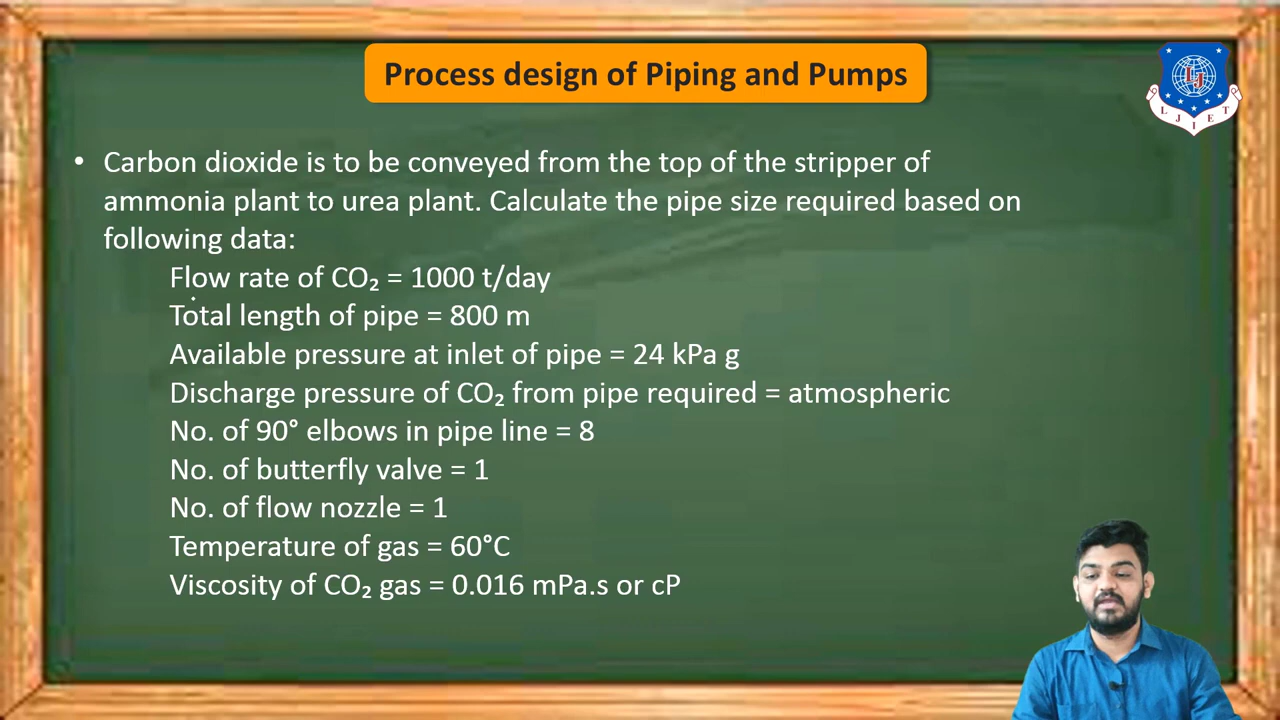 Process design of Piping and Pumps
L J I E T
• Carbon dioxide is to be conveyed from the top of the stripper of
ammonia plant to urea plant. Calculate the pipe size required based on
following data:
Flow rate of CO₂ = 1000 t/day
Total length of pipe = 800 m
Available pressure at inlet of pipe = 24 kPa g
Discharge pressure of CO₂ from pipe required = atmospheric
No. of 90° elbows in pipe line = 8
No. of butterfly valve = 1
No. of flow nozzle = 1
Temperature of gas = 60°C
Viscosity of CO₂ gas = 0.016 mPa.s or cP